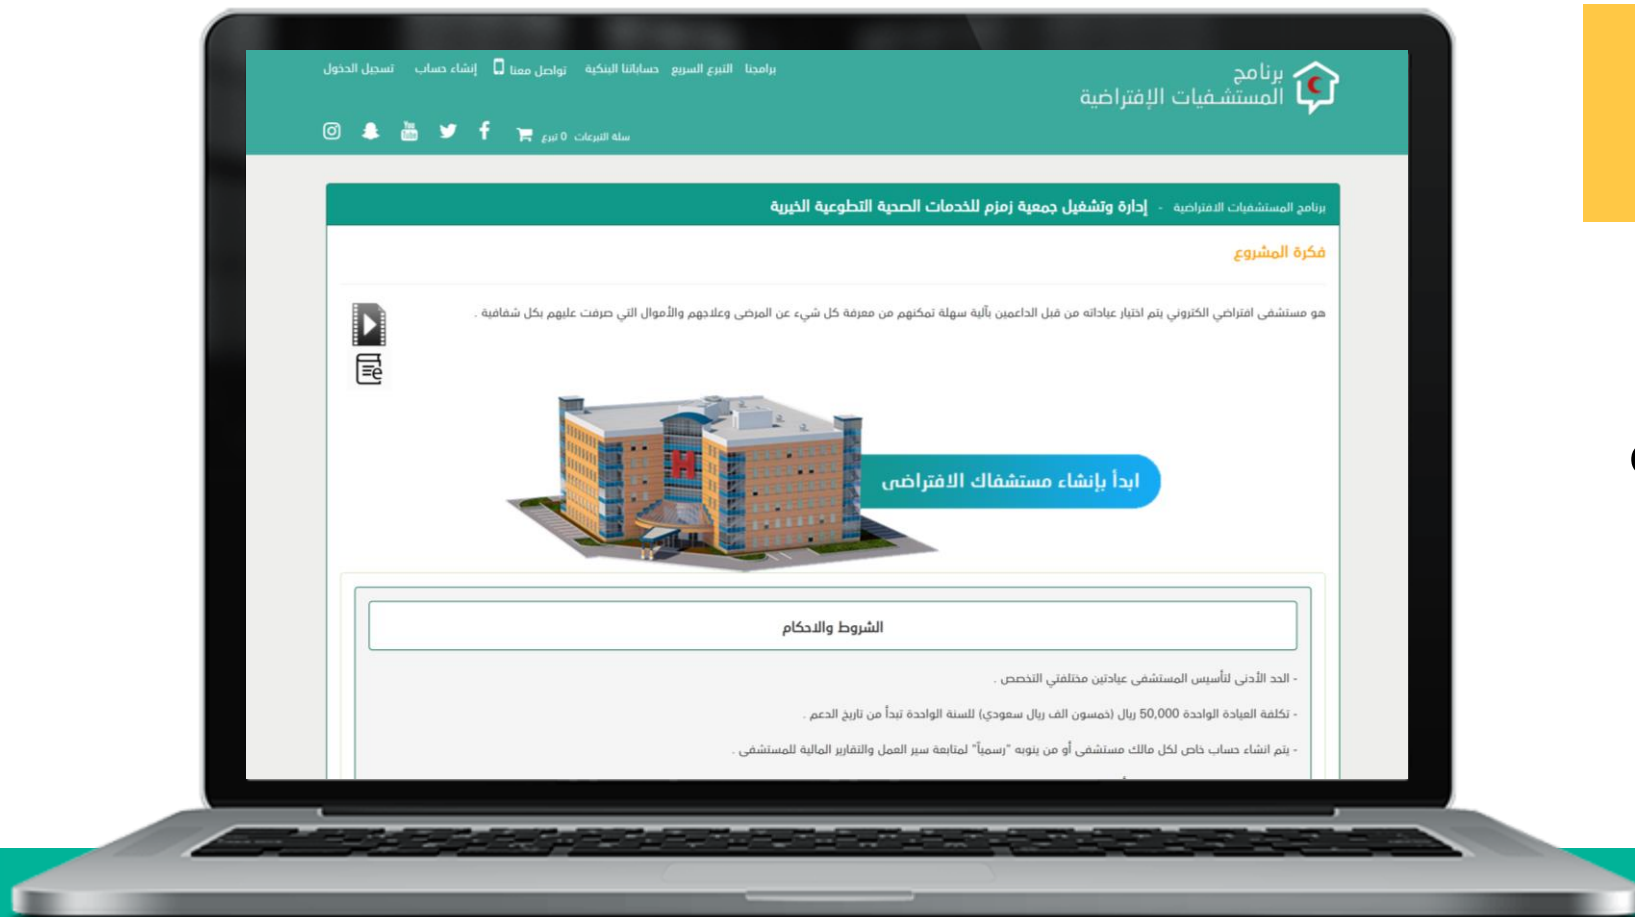 برنامج
المستشفيات الإفتراضية
برامجنا التبرع السريع حساباتنا البنكية تواصل معنا إنشاء حساب تسجيل الدخول
سلة التبرعات 0 تبرع
برنامج المستشفيات الافتراضية - إدارة وتشغيل جمعية زمزم للخدمات الصحية التطوعية الخيرية
فكرة المشروع
هو مستشفى افتراضي الكتروني يتم اختيار عياداته من قبل الداعمين بآلية سهلة تمكنهم من معرفة كل شيء عن المرضى وعلاجهم والأموال التي صرفت عليهم بكل شفافية .
H
ابدأ بإنشاء مستشفاك الافتراضى
الشروط والاحكام
- الحد الأدنى لتأسيس المستشفى عيادتين مختلفتي التخصص .
- تكلفة العيادة الواحدة 50,000 ريال (خمسون الف ريال سعودي) للسنة الواحدة تبدأ من تاريخ الدعم .
- يتم انشاء حساب خاص لكل مالك مستشفى أو من ينوبه "رسمياً" لمتابعة سير العمل والتقارير المالية للمستشفى .